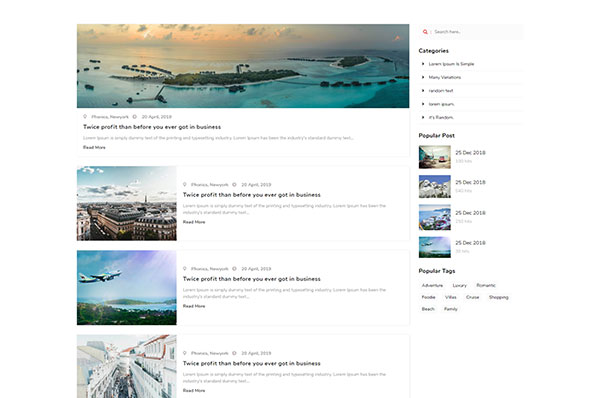 Phonica, Newyork 20 April, 2018
Twice profit than before you ever got in business
Lorem Ipsum is simply dummy text of the printing and typesetting industry. Lorem Ipsum has been the industry's standard dummy text...
Read More
Phonica, Newyork 20 April, 2018
Twice profit than before you ever got in business
Lorem Ipsum is simply dummy text of the printing and typesetting industry. Lorem Ipsum has been the
industry's standard dummy text...
Read More
Phonica, Newyork 20 April, 2018
Twice profit than before you ever got in business
Lorem Ipsum is simply dummy text of the printing and typesetting industry. Lorem Ipsum has been the
industry's standard dummy text...
Read More
Phonica, Newyork 20 April, 2018
Twice profit than before you ever got in business
Lorem Ipsum is simply dummy text of the printing and typesetting industry. Lorem Ipsum has been the
industry's standard dummy text...
Read More
Search here..
Categories
Lorem Ipsum is Simple
Many Variations
random text
lorem ipsum
It's Random.
Popular Post
25 Dec 2018
25 Dec 2018
25 Dec 2018
25 Dec 2018
Popular Tags
Adventure Luxury Romantic
Foodie Villas Cruise Shopping
Beach Family